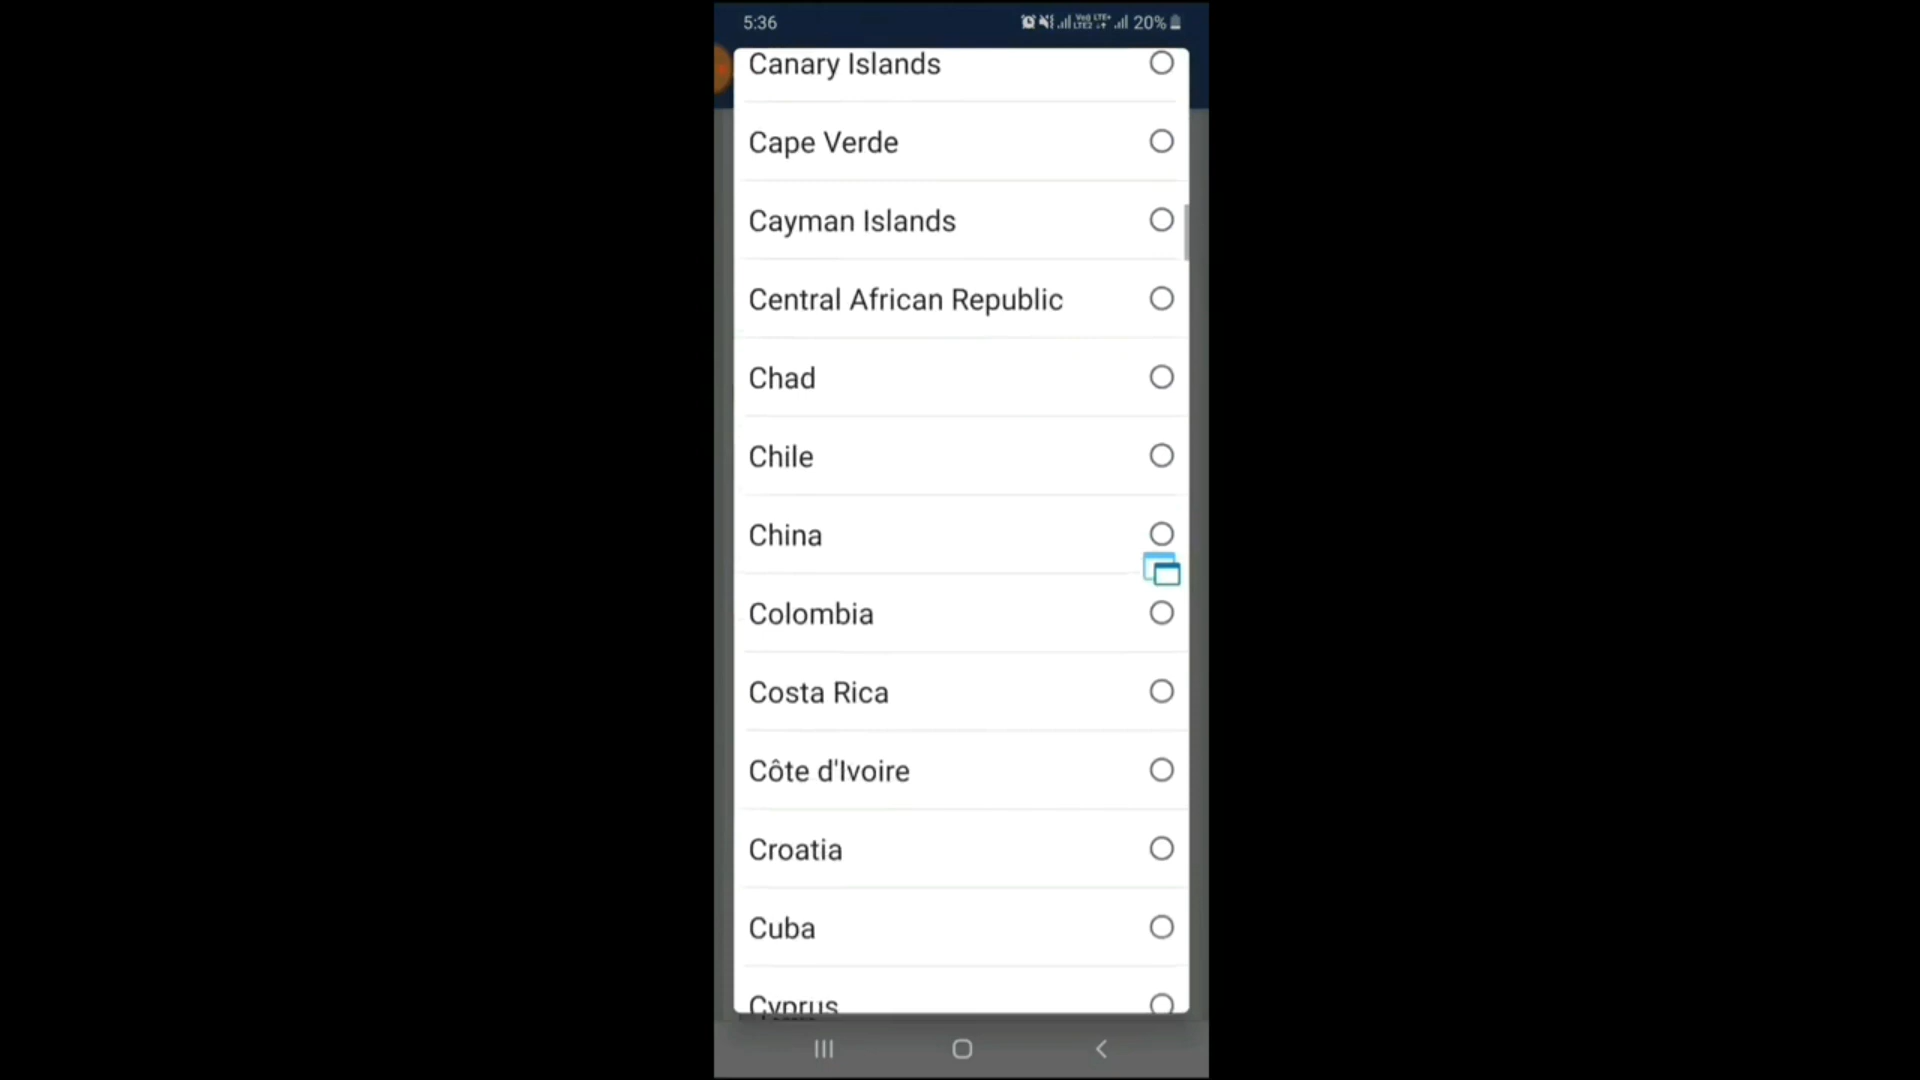 5:36
20%
Canary Islands
Cape Verde
Cayman Islands
Central African Republic
Chad
Chile
China
Colombia
Costa Rica
Côte d'Ivoire
Croatia
Cuba
Cyprus